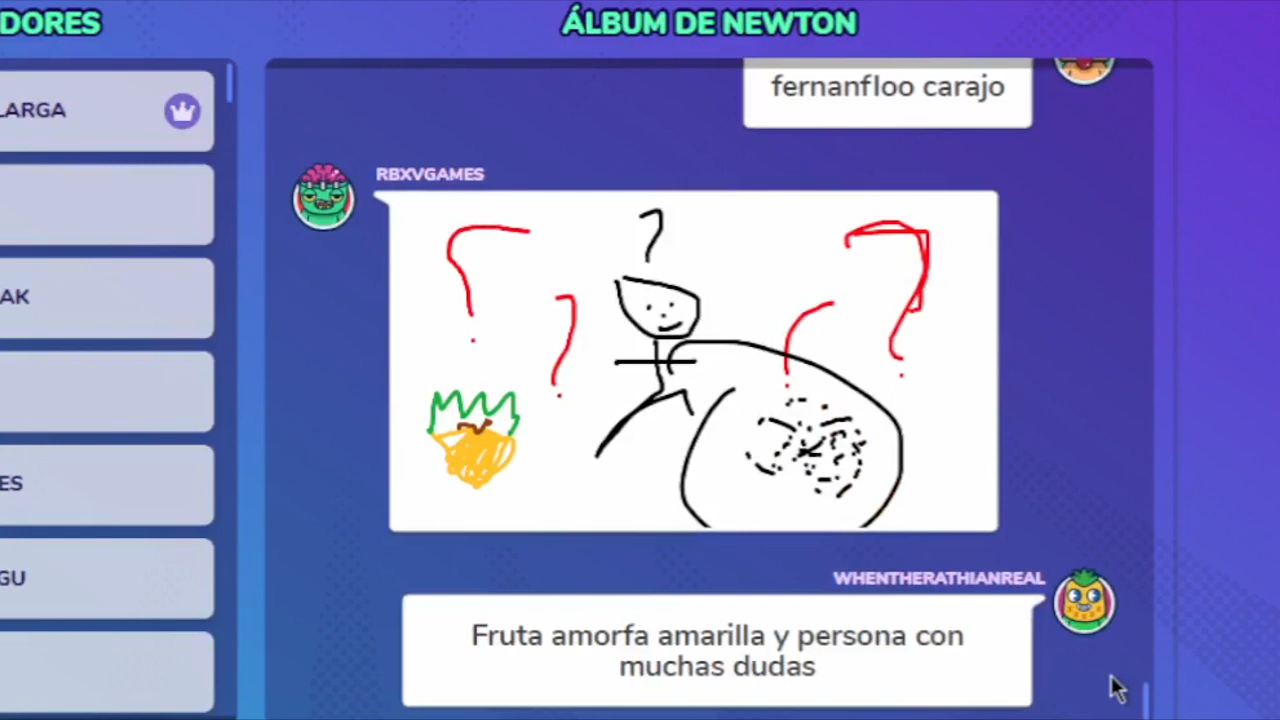 DORES
ÁLBUM DE NEWTON
LARGA
fernanfloo carajo
RBXVGAMES
?
? ?
? ?
?
AK
ES
GU
WHENTHERATHIANREAL
Fruta amorfa amarilla y persona con
muchas dudas